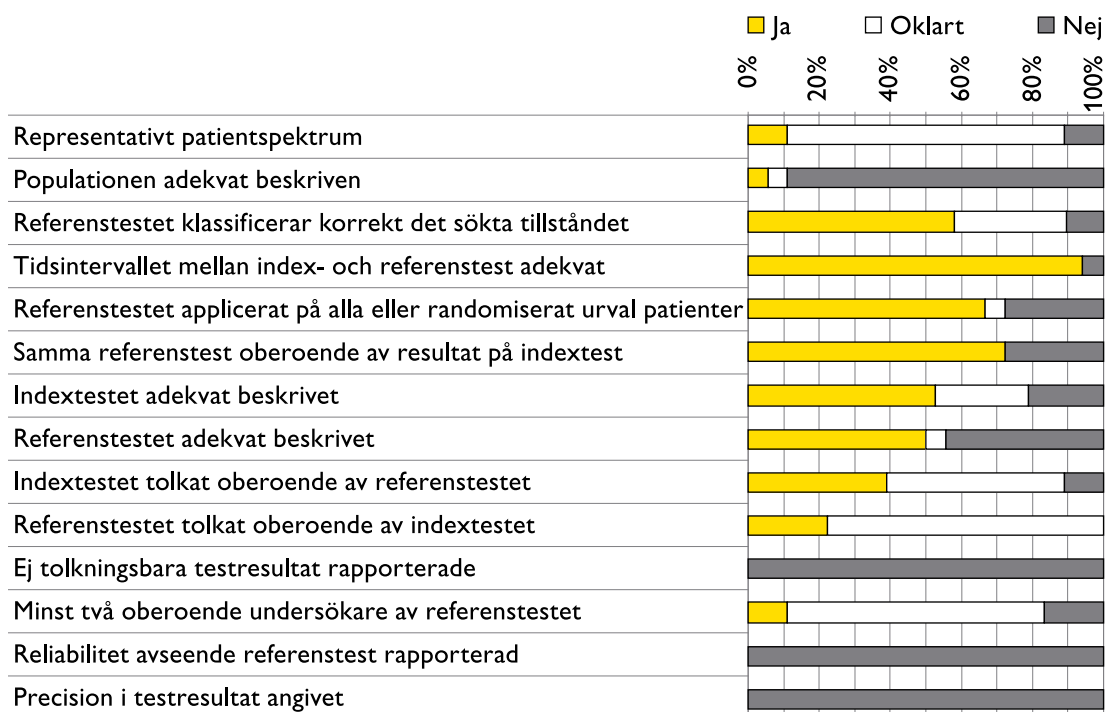 Ja Oklart Nej
0% 20% 40% 60% 80% 100%
Representativt patientspektrum
Populationen adekvat beskriven
Referenstestet klassificerar korrekt det sökta tillståndet
Tidsintervallet mellan index- och referenstest adekvat
Referenstestet applicerat på alla eller randomiserat urval patienter
Samma referenstest oberoende av resultat på indextest
Indextestet adekvat beskrivet
Referenstestet adekvat beskrivet
Indextestet tolkat oberoende av referenstestet
Referenstestet tolkat oberoende av indextestet
Ej tolkningsbara testresultat rapporterade
Minst två oberoende undersökare av referenstestet
Reliabilitet avseende referenstest rapporterad
Precision i testresultat angivet